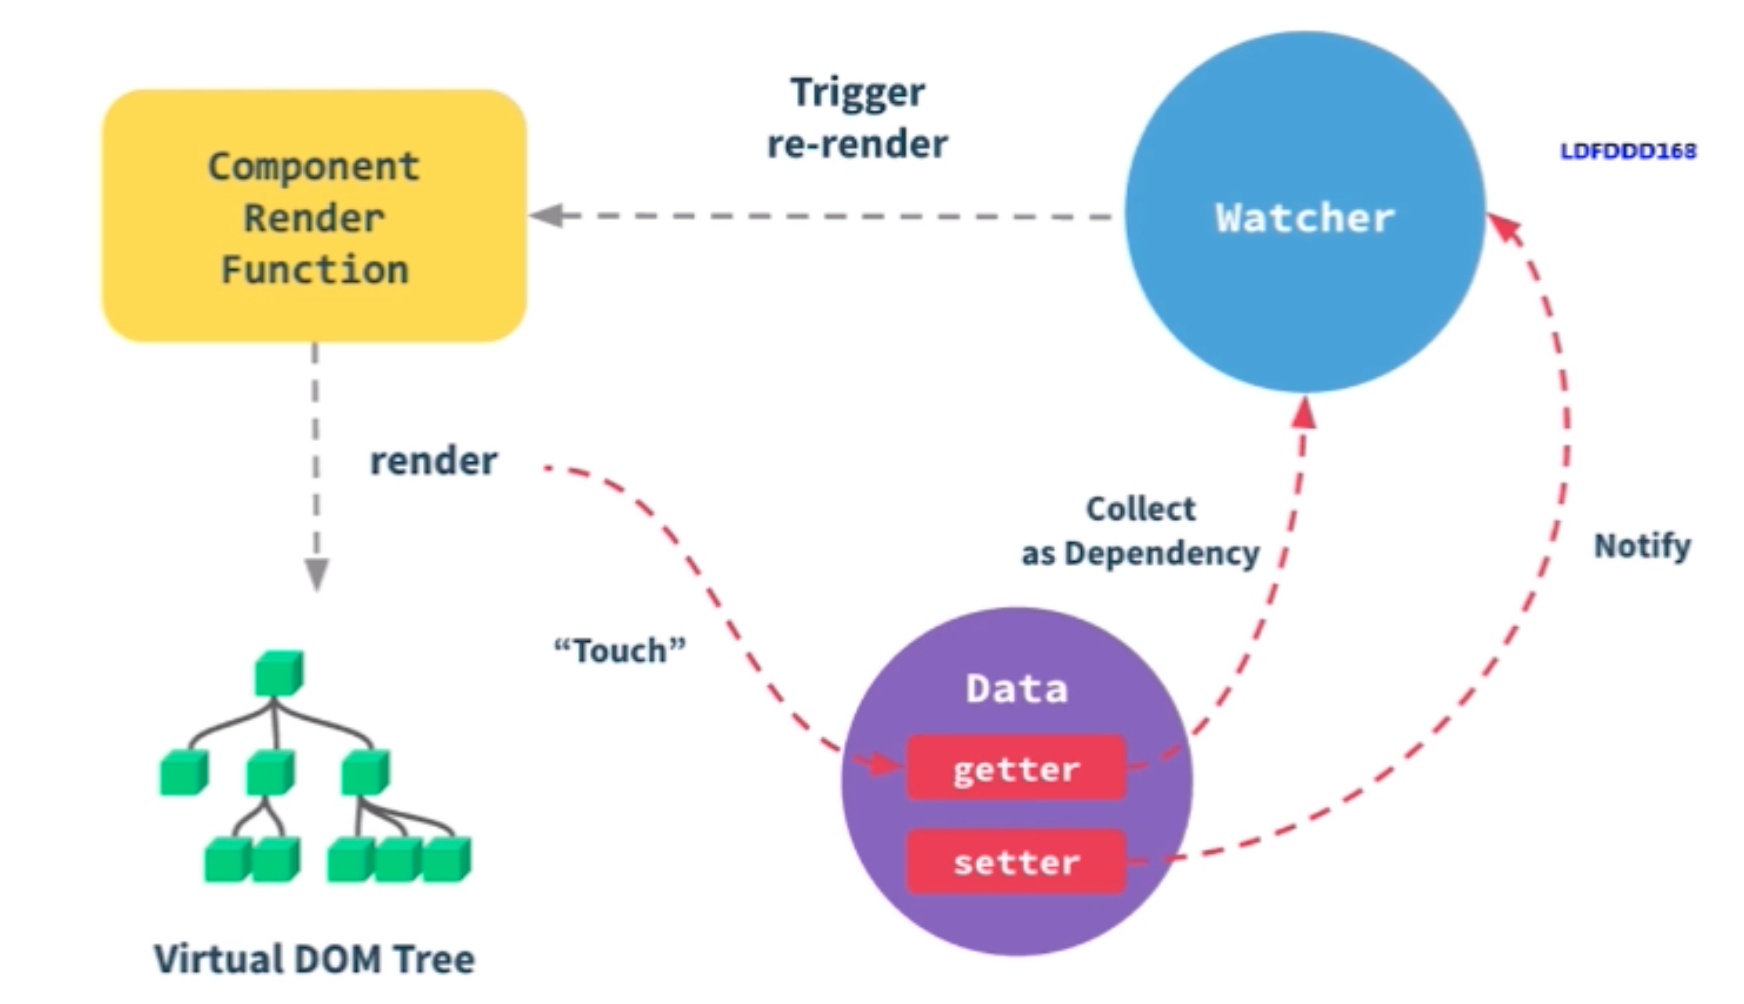 Trigger
re-render
LDFDDD168
Component
Render
Function
Watcher
render
Collect
as Dependency
Notify
“Touch”
Data
getter
setter
Virtual DOM Tree